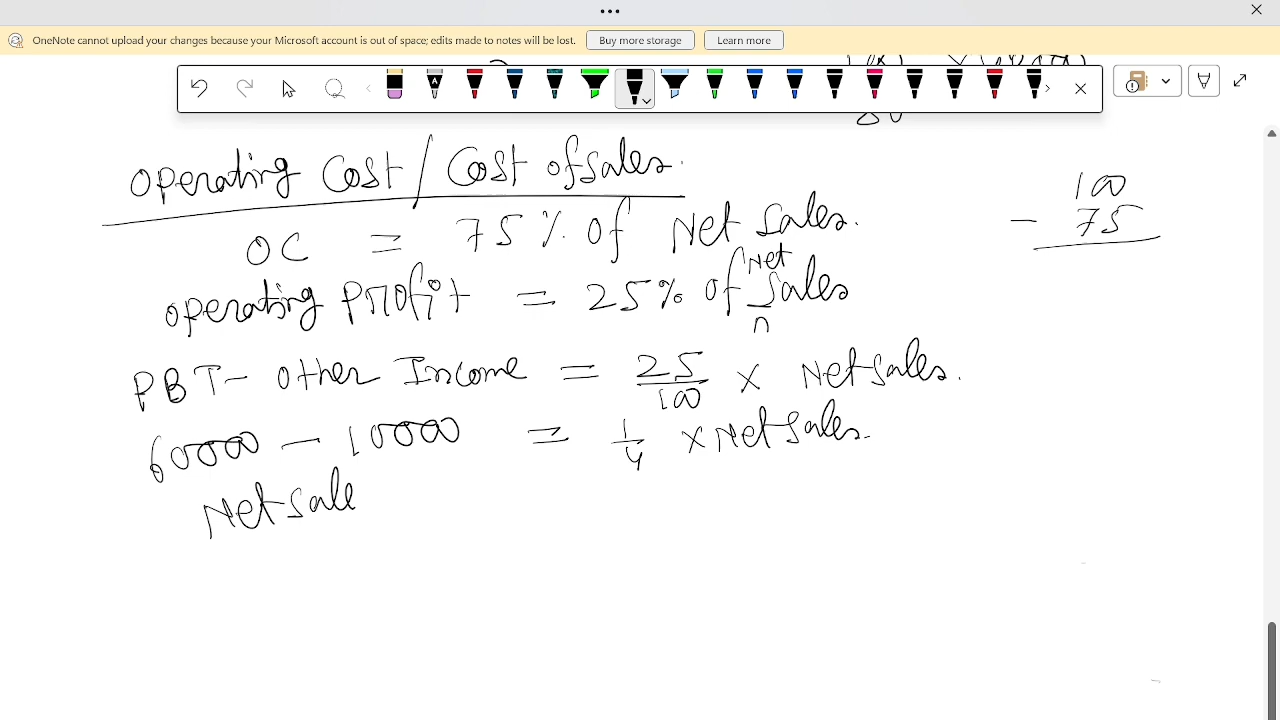 OneNote cannot upload your changes because your Microsoft account is out of space; edits made to notes will be lost. Buy more storage Learn more
Operating Cost / Cost of sales.
OC = 75% of Net sales.
100
- 75
Operating Profit = 25% of Net sales
n
PBT - Other Income = 25/100 × Net sales.
60000 - 10000 = 1/4 × Net sales.
Net sale